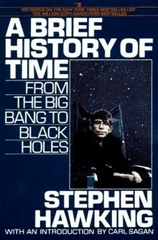 A BRIEF
HISTORY OF
TIME
FROM THE BIG
BANG TO
BLACK
HOLES
STEPHEN
HAWKING
WITH AN INTRODUCTION BY CARL SAGAN